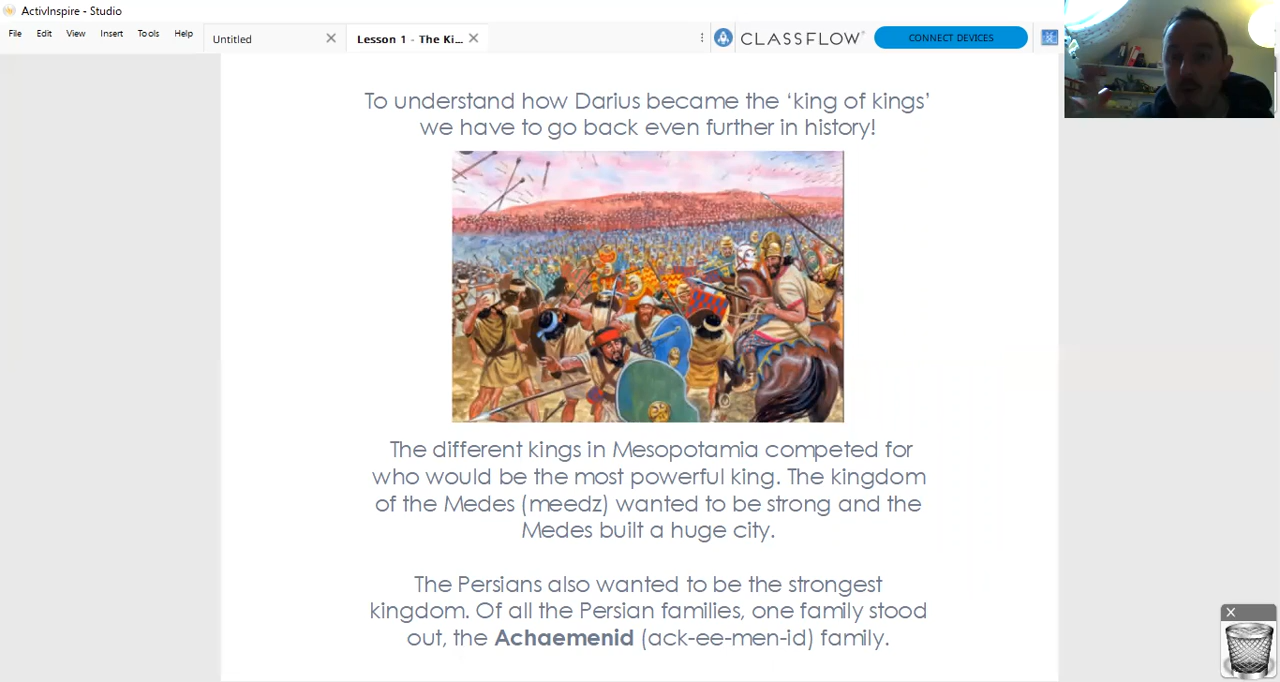 ActivInspire - Studio
File Edit View Insert Tools Help
Untitled
Lesson 1 - The Ki...
CLASSFLOW
CONNECT DEVICES
To understand how Darius became the ‘king of kings’
we have to go back even further in history!
The different kings in Mesopotamia competed for
who would be the most powerful king. The kingdom
of the Medes (meedz) wanted to be strong and the
Medes built a huge city.
The Persians also wanted to be the strongest
kingdom. Of all the Persian families, one family stood
out, the Achaemenid (ack-ee-men-id) family.